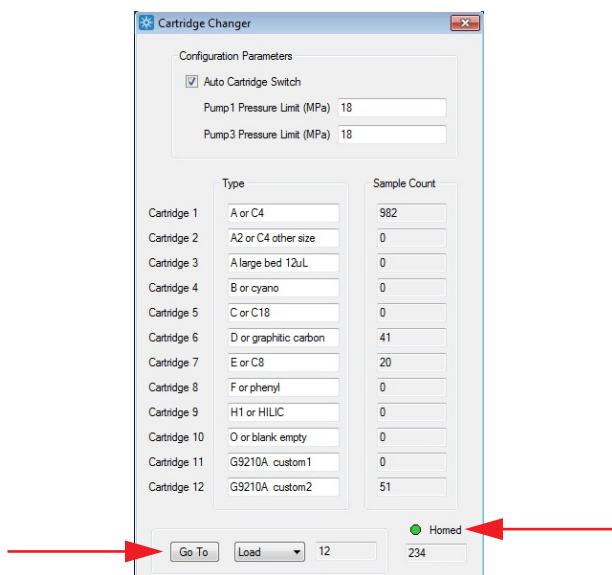 Cartridge Changer
Configuration Parameters
Auto Cartridge Switch
Pump1 Pressure Limit (MPa) 18
Pump3 Pressure Limit (MPa) 18
Type Sample Count
Cartridge 1 A or C4 982
Cartridge 2 A2 or C4 other size 0
Cartridge 3 A large bed 12uL 0
Cartridge 4 B or cyano 0
Cartridge 5 C or C18 0
Cartridge 6 D or graphitic carbon 41
Cartridge 7 E or C8 20
Cartridge 8 F or phenyl 0
Cartridge 9 H1 or HILIC 0
Cartridge 10 O or blank empty 0
Cartridge 11 G9210A custom1 0
Cartridge 12 G9210A custom2 51
Homed
Go To Load 12 234